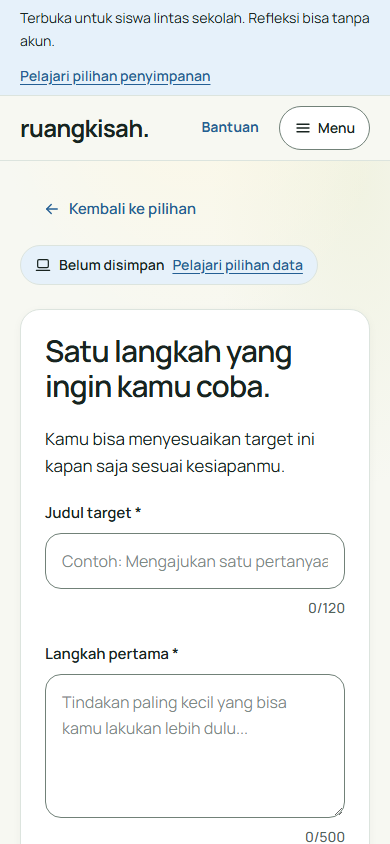 Terbuka untuk siswa lintas sekolah. Refleksi bisa tanpa
akun.
Pelajari pilihan penyimpanan
ruangkisah.
Bantuan
Menu
Kembali ke pilihan
Belum disimpan Pelajari pilihan data
Satu langkah yang
ingin kamu coba.
Kamu bisa menyesuaikan target ini
kapan saja sesuai kesiapanmu.
Judul target *
Contoh: Mengajukan satu pertanyaa
0/120
Langkah pertama *
Tindakan paling kecil yang bisa
kamu lakukan lebih dulu...
0/500